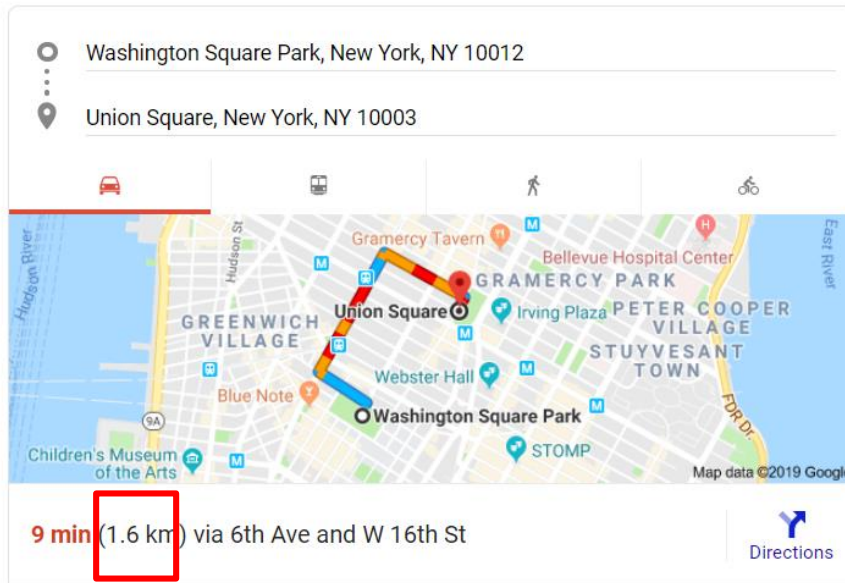 Washington Square Park, New York, NY 10012
Union Square, New York, NY 10003
Hudson River
Hudson St
M
Gramercy Tavern
H
Bellevue Hospital Center
East River
M
GRAMERCY PARK
Union Square
Irving Plaza
PETER COOPER
VILLAGE
GREENWICH
VILLAGE
M
STUYVESANT
TOWN
M
Webster Hall
Blue Note
M
FDR Dr.
9A
Washington Square Park
Children's Museum
of the Arts
M
STOMP
Map data ©2019 Google
9 min (1.6 km) via 6th Ave and W 16th St
Directions